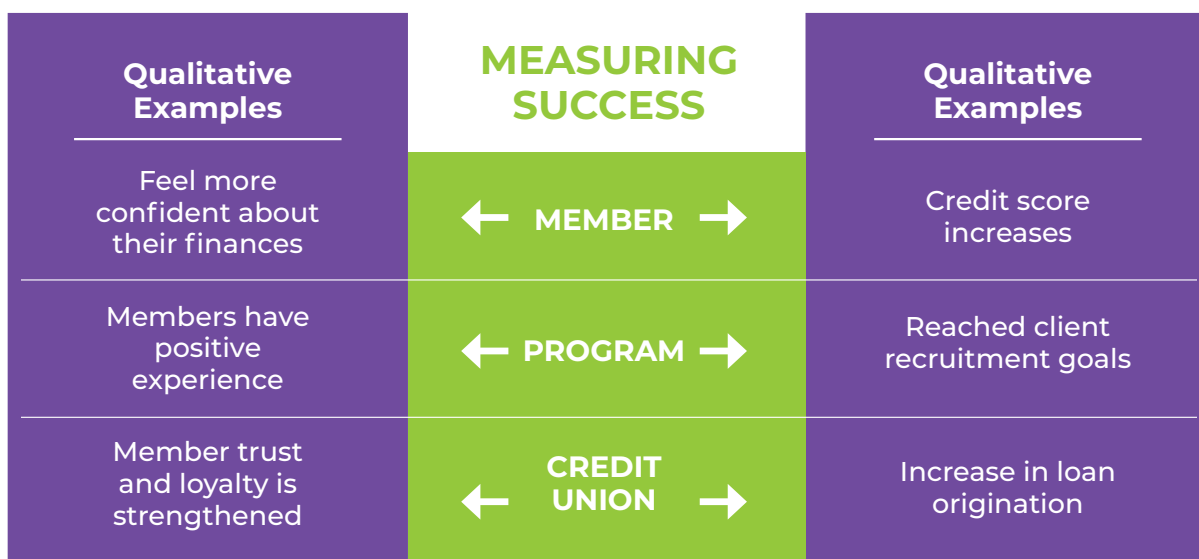 Qualitative
Examples
Feel more
confident about
their finances
Members have
positive
experience
Member trust
and loyalty is
strengthened
MEASURING
SUCCESS
MEMBER
PROGRAM
CREDIT
UNION
Qualitative
Examples
Credit score
increases
Reached client
recruitment goals
Increase in loan
origination